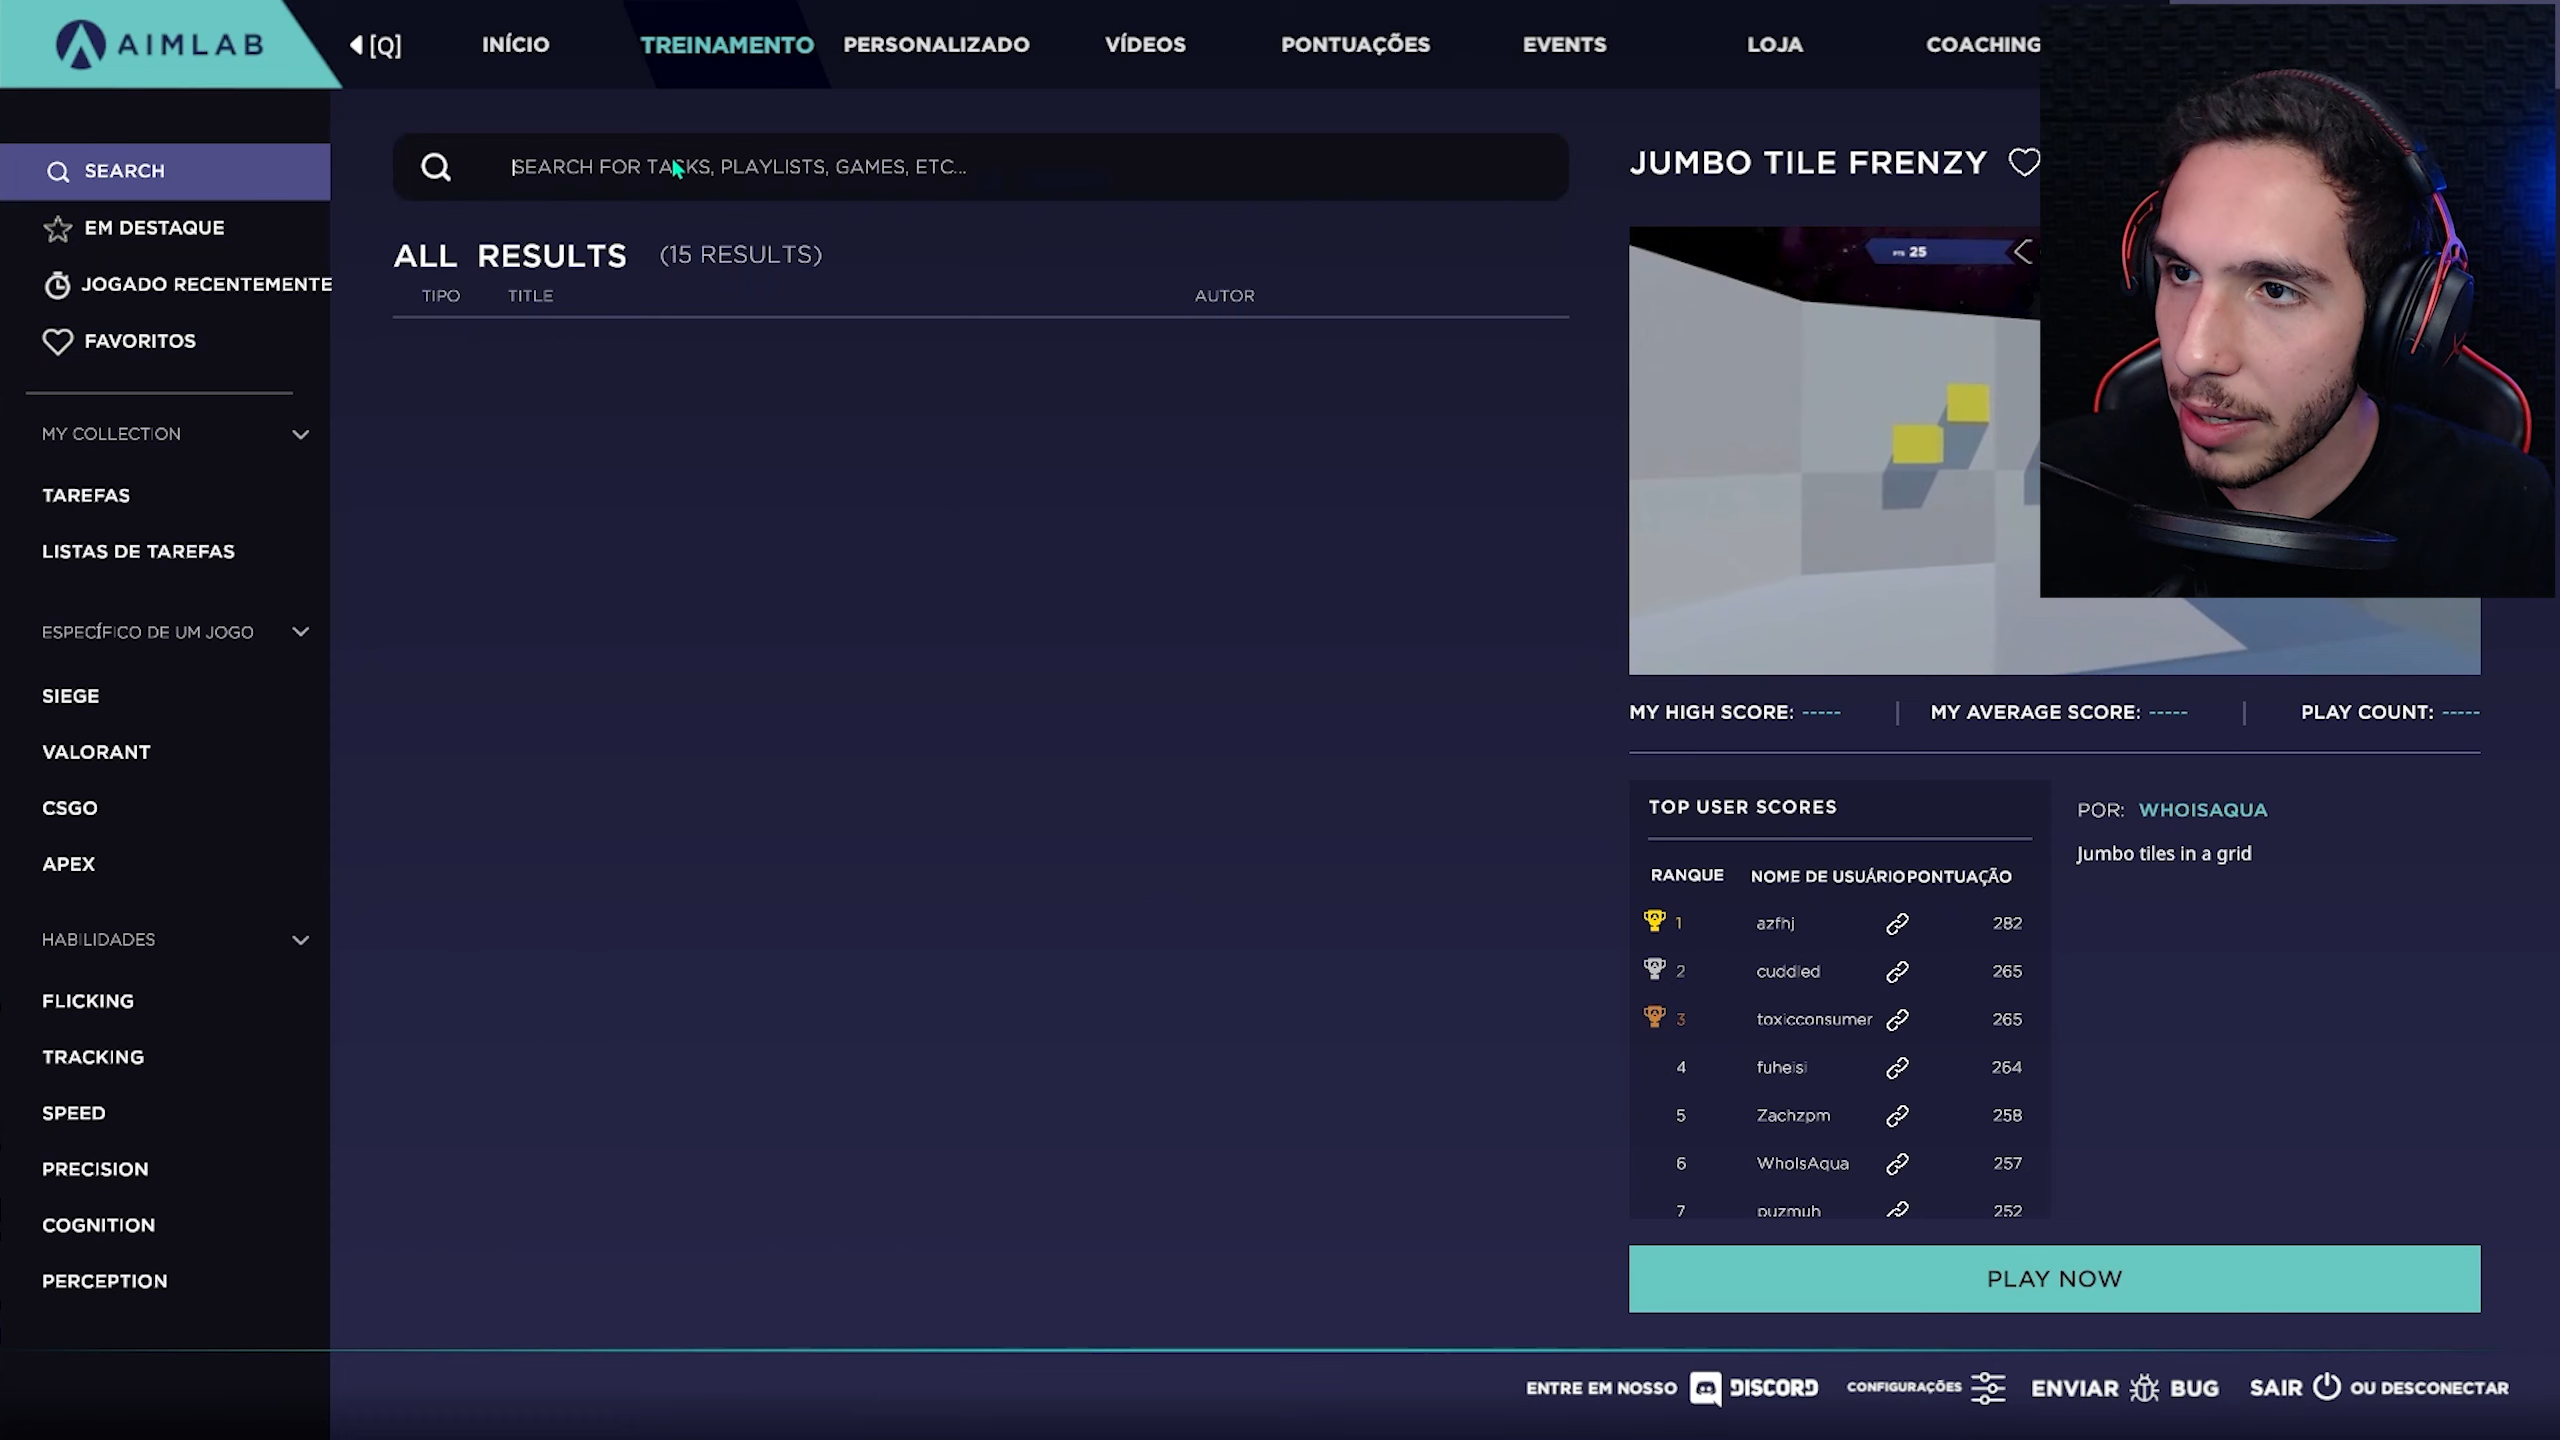 AIMLAB
[Q]
INÍCIO
TREINAMENTO
PERSONALIZADO
VÍDEOS
PONTUAÇÕES
EVENTS
LOJA
COACHING
SEARCH
EM DESTAQUE
JOGADO RECENTEMENTE
FAVORITOS
MY COLLECTION
TAREFAS
LISTAS DE TAREFAS
ESPECÍFICO DE UM JOGO
SIEGE
VALORANT
CSGO
APEX
HABILIDADES
FLICKING
TRACKING
SPEED
PRECISION
COGNITION
PERCEPTION
SEARCH FOR TASKS, PLAYLISTS, GAMES, ETC...
ALL RESULTS (15 RESULTS)
TIPO TITLE AUTOR
JUMBO TILE FRENZY
PTS 25
MY HIGH SCORE: -----
MY AVERAGE SCORE: -----
PLAY COUNT: -----
TOP USER SCORES
RANQUE NOME DE USUÁRIO PONTUAÇÃO
1 azfhj 282
2 cuddled 265
3 toxicconsumer 265
4 fuheisi 264
5 Zachzpm 258
6 WhoIsAqua 257
7 puzmuh 252
POR: WHOISAQUA
Jumbo tiles in a grid
PLAY NOW
ENTRE EM NOSSO DISCORD
CONFIGURAÇÕES
ENVIAR BUG
SAIR OU DESCONECTAR